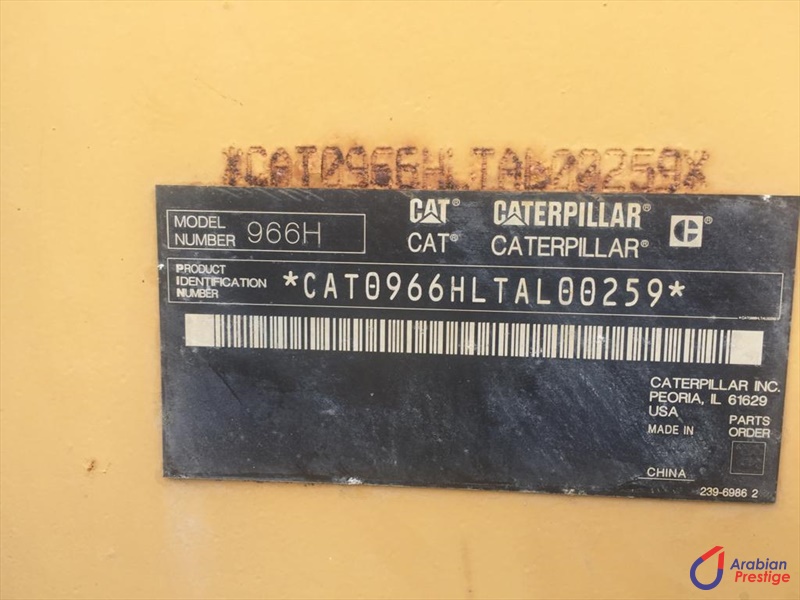 *CAT0966HLTAL00259*
CAT® CATERPILLAR®
MODEL NUMBER 966H
CAT® CATERPILLAR® C®
PRODUCT
IDENTIFICATION
NUMBER
*CAT0966HLTAL00259*
CATERPILLAR INC.
PEORIA, IL 61629
USA
MADE IN
PARTS
ORDER
CHINA
239-6986 2
Arabian
Prestige